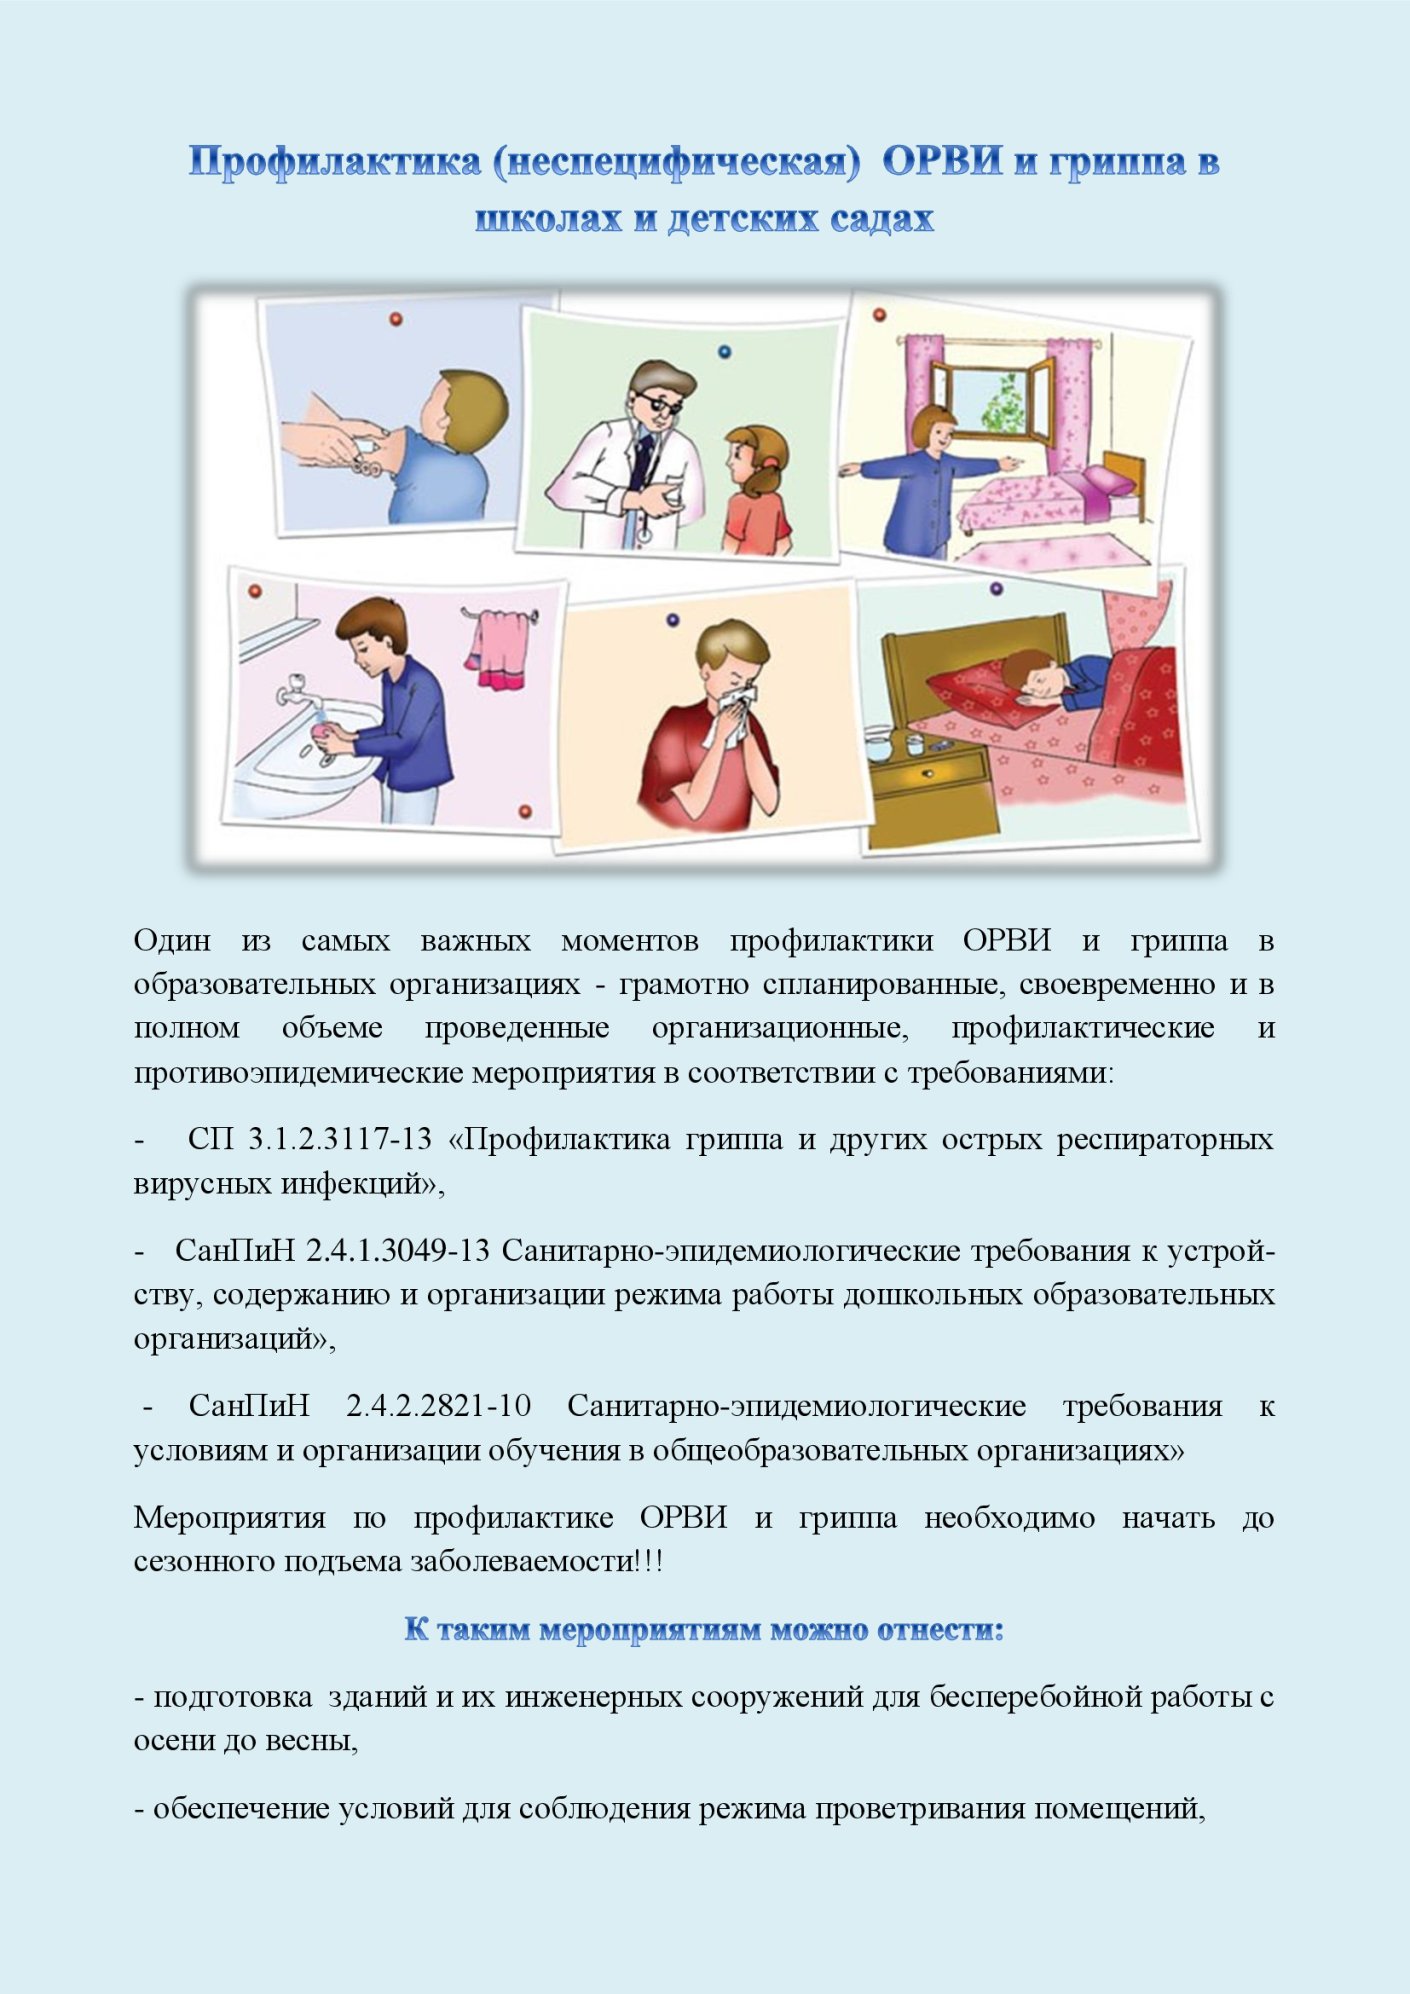 Профилактика (неспецифическая) ОРВИ и гриппа в
школах и детских садах
Один из самых важных моментов профилактики ОРВИ и гриппа в
образовательных организациях - грамотно спланированные, своевременно и в
полном объеме проведенные организационные, профилактические и
противоэпидемические мероприятия в соответствии с требованиями:
- СП 3.1.2.3117-13 «Профилактика гриппа и других острых респираторных
вирусных инфекций»,
- СанПиН 2.4.1.3049-13 Санитарно-эпидемиологические требования к устрой-
ству, содержанию и организации режима работы дошкольных образовательных
организаций»,
- СанПиН 2.4.2.2821-10 Санитарно-эпидемиологические требования к
условиям и организации обучения в общеобразовательных организациях»
Мероприятия по профилактике ОРВИ и гриппа необходимо начать до
сезонного подъема заболеваемости!!!
К таким мероприятиям можно отнести:
- подготовка зданий и их инженерных сооружений для бесперебойной работы с
осени до весны,
- обеспечение условий для соблюдения режима проветривания помещений,